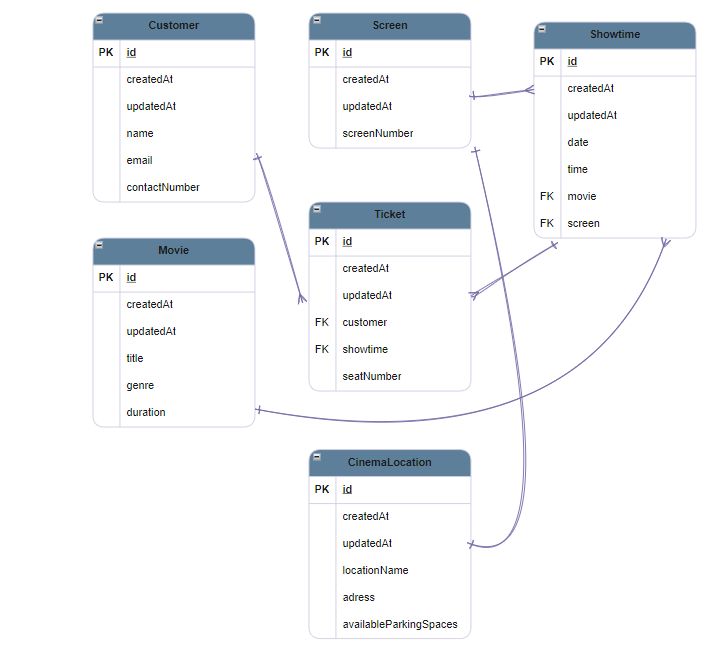 Customer
PK id
createdAt
updatedAt
name
email
contactNumber
Screen
PK id
createdAt
updatedAt
screenNumber
Showtime
PK id
createdAt
updatedAt
date
time
FK movie
FK screen
Movie
PK id
createdAt
updatedAt
title
genre
duration
Ticket
PK id
createdAt
updatedAt
FK customer
FK showtime
seatNumber
CinemaLocation
PK id
createdAt
updatedAt
locationName
adress
availableParkingSpaces